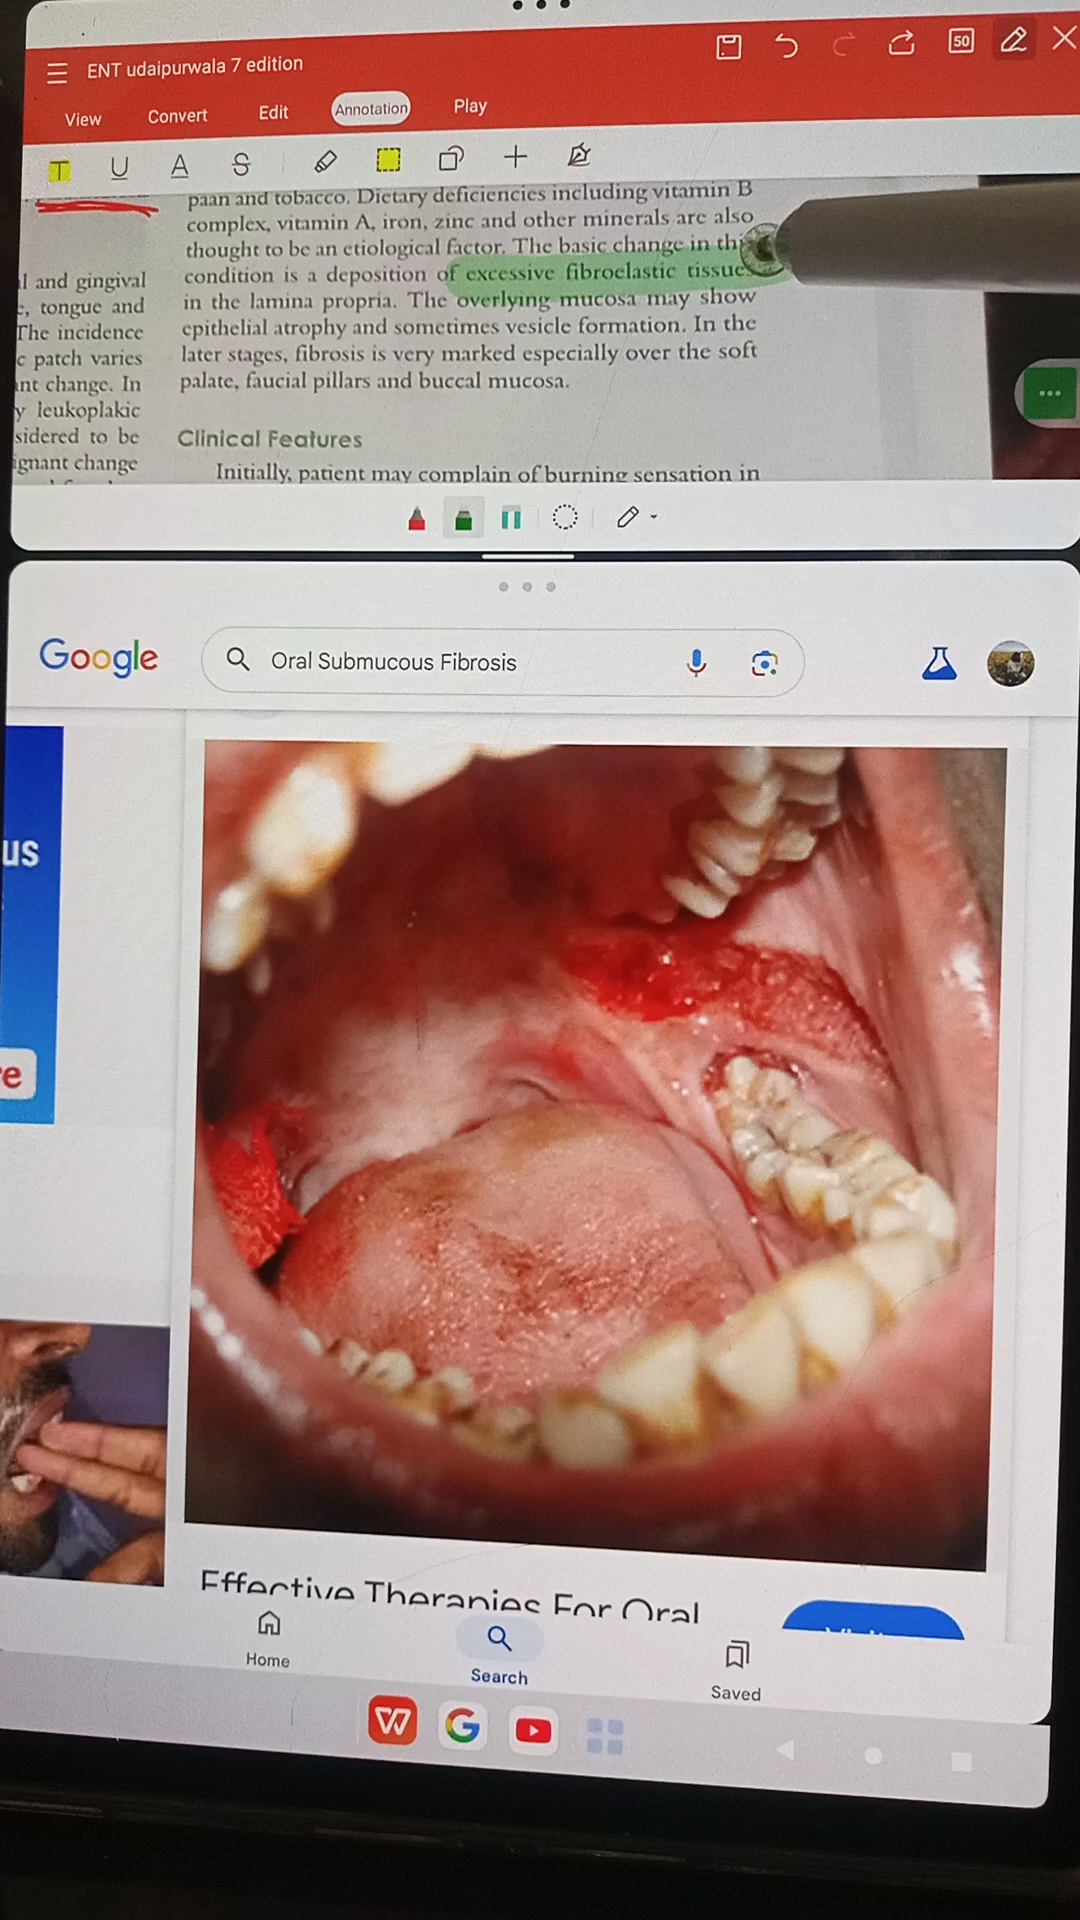 ENT udaipurwala 7 edition
50
View Convert Edit Annotation Play
T U A S
l and gingival
e, tongue and
The incidence
c patch varies
ant change. In
y leukoplakic
sidered to be
ignant change
paan and tobacco. Dietary deficiencies including vitamin B
complex, vitamin A, iron, zinc and other minerals are also
thought to be an etiological factor. The basic change in thi
condition is a deposition of excessive fibroelastic tissues
in the lamina propria. The overlying mucosa may show
epithelial atrophy and sometimes vesicle formation. In the
later stages, fibrosis is very marked especially over the soft
palate, faucial pillars and buccal mucosa.
Clinical Features
Initially, patient may complain of burning sensation in
Google
Oral Submucous Fibrosis
us
e
Effective Therapies For Oral
Home
Search
Saved
W
G